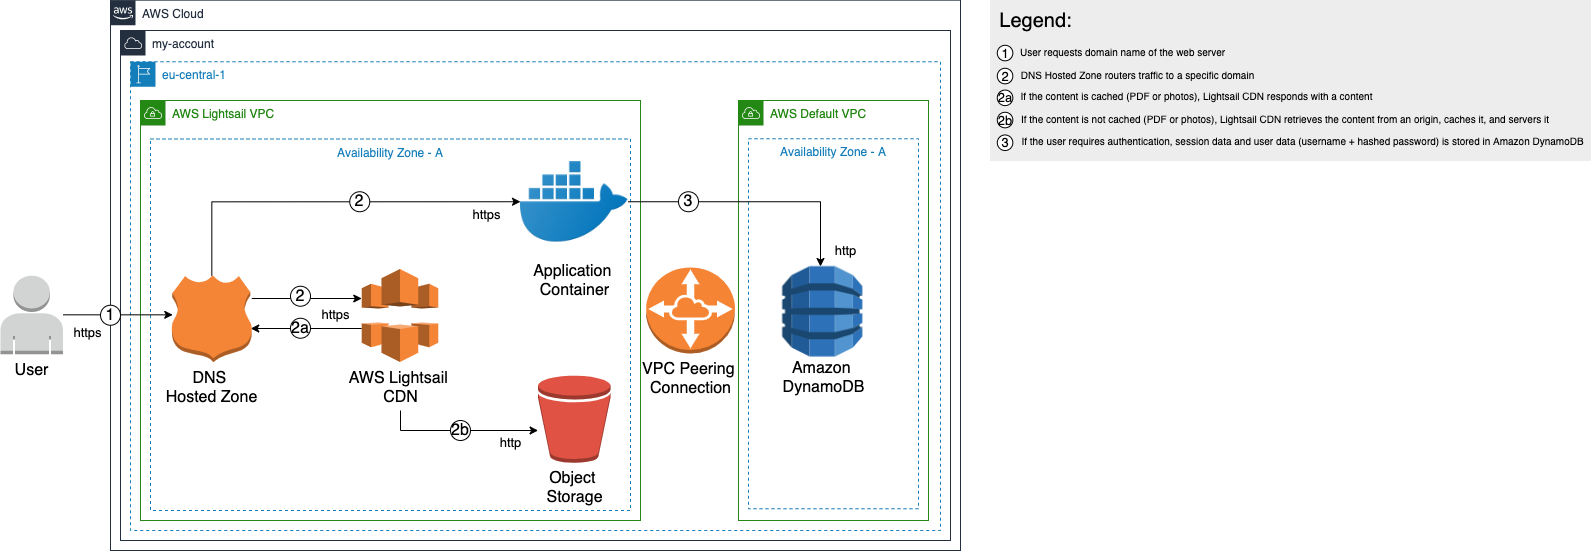 aws
AWS Cloud
my-account
eu-central-1
AWS Lightsail VPC
AWS Default VPC
Availability Zone - A
Availability Zone - A
2
https
3
http
Application
Container
User
https
1
2
https
2a
DNS
Hosted Zone
AWS Lightsail
CDN
2b
http
Object
Storage
VPC Peering
Connection
Amazon
DynamoDB
Legend:
1 User requests domain name of the web server
2 DNS Hosted Zone routers traffic to a specific domain
2a If the content is cached (PDF or photos), Lightsail CDN responds with a content
2b If the content is not cached (PDF or photos), Lightsail CDN retrieves the content from an origin, caches it, and servers it
3 If the user requires authentication, session data and user data (username + hashed password) is stored in Amazon DynamoDB